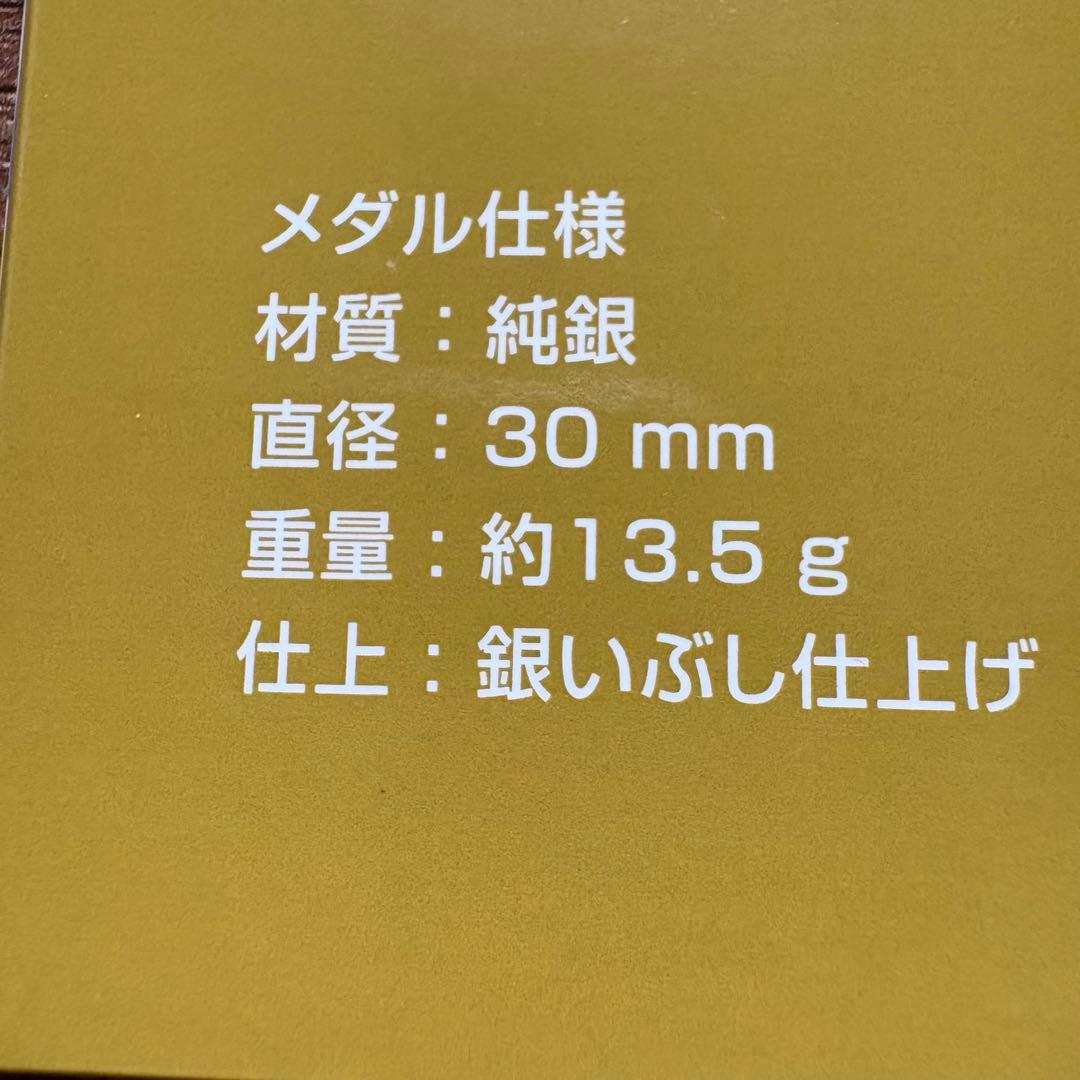 メダル仕様
材質：純銀
直径：30 mm
重量：約13.5 g
仕上：銀いぶし仕上げ